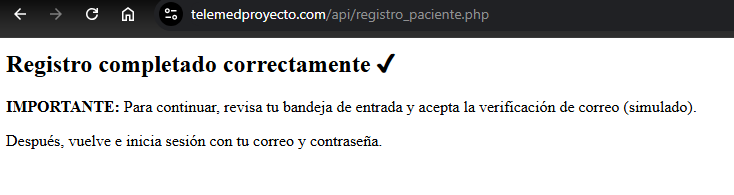 telemedproyecto.com/api/registro_paciente.php
Registro completado correctamente ✔
IMPORTANTE: Para continuar, revisa tu bandeja de entrada y acepta la verificación de correo (simulado).
Después, vuelve e inicia sesión con tu correo y contraseña.